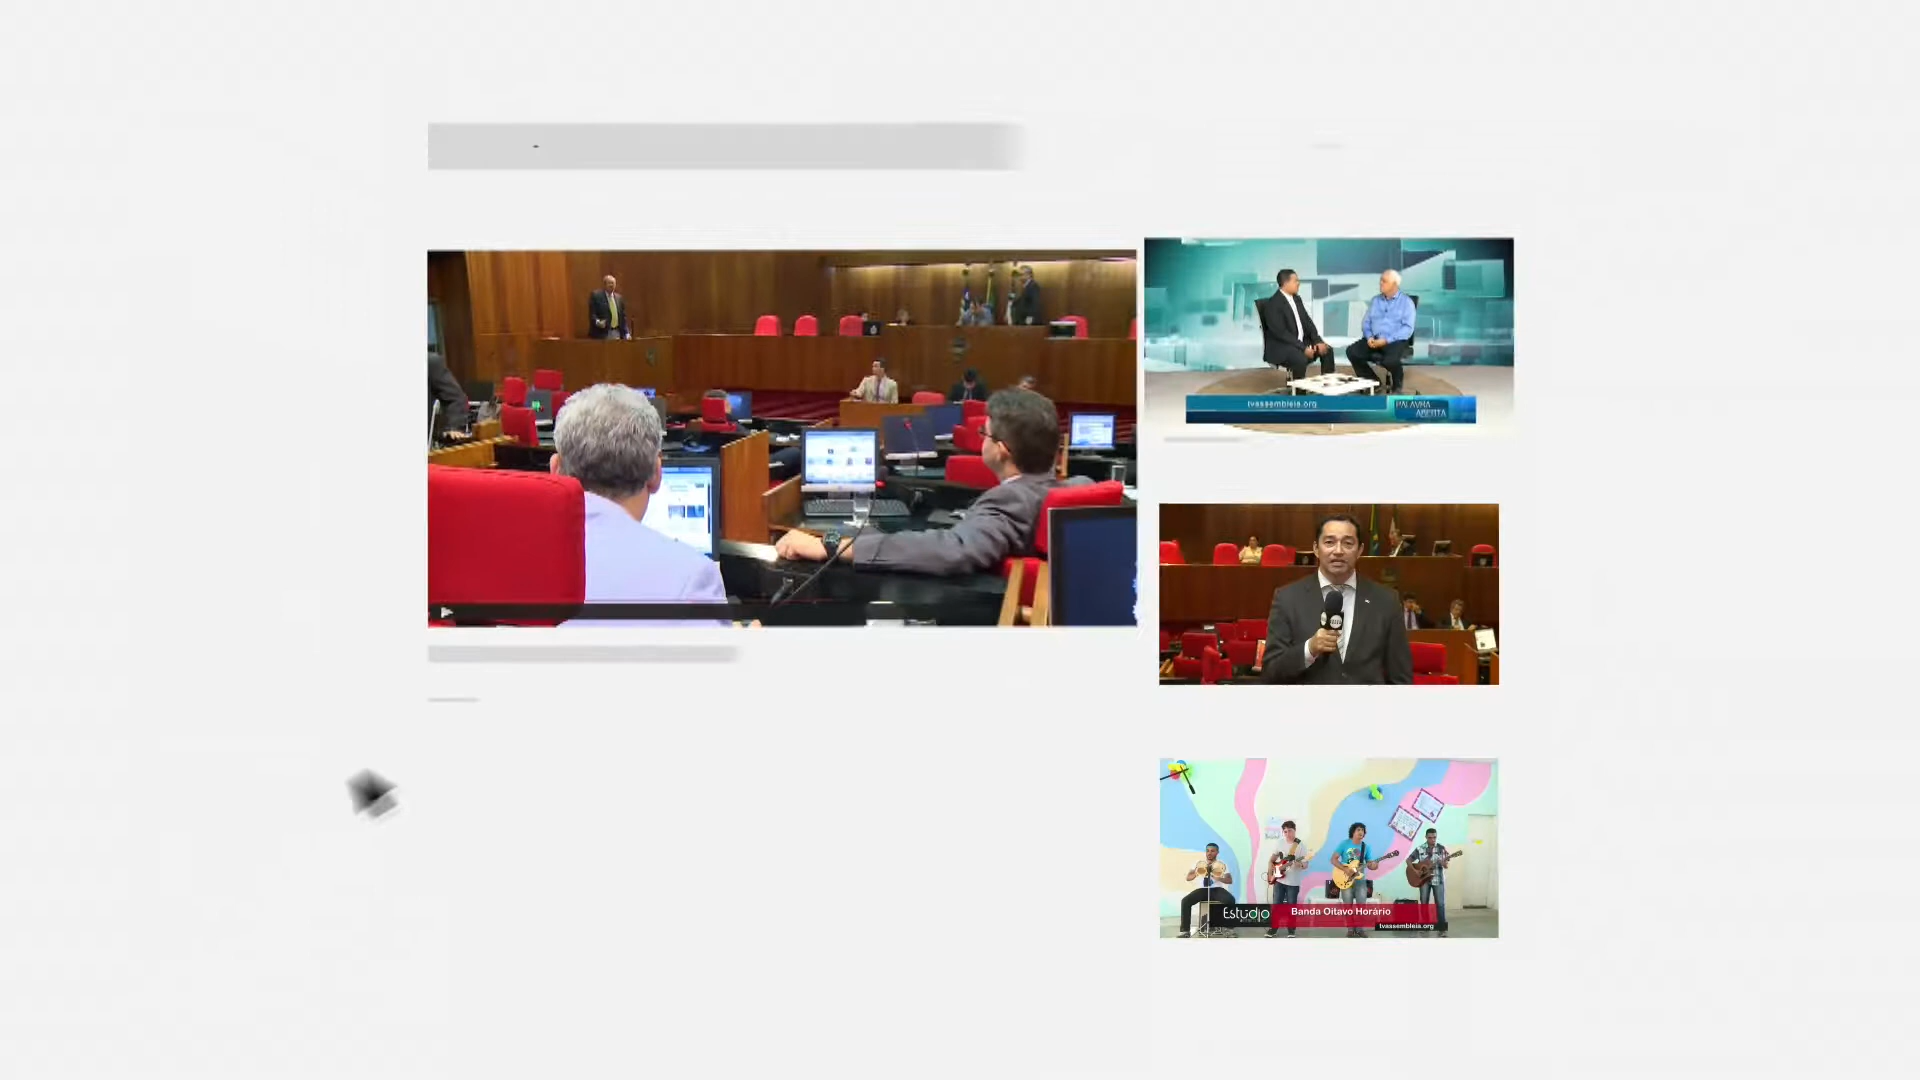 tvassembleia.org
PALAVRA
ABERTA
Estúdio
Banda Oitavo Horário
tvassembleia.org